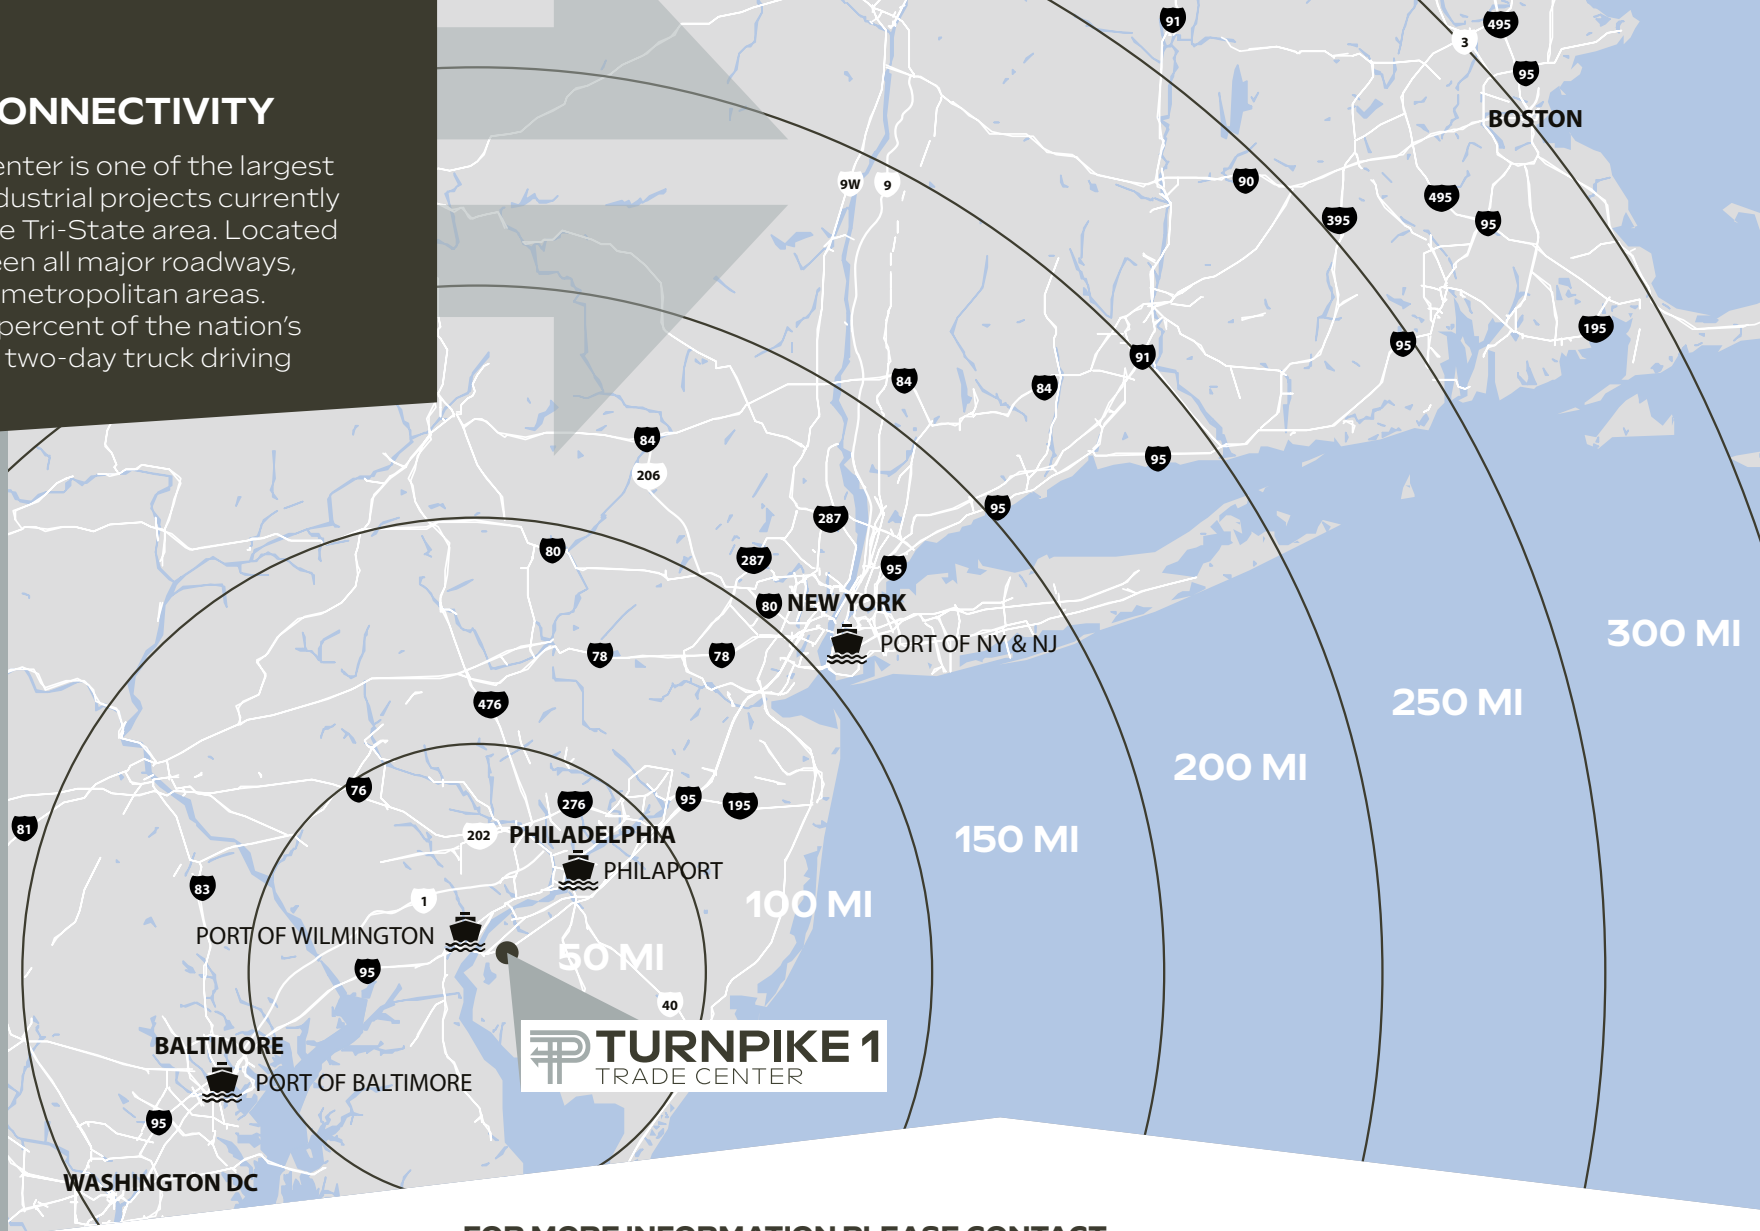 ONNECTIVITY
enter is one of the largest
dustrial projects currently
e Tri-State area. Located
een all major roadways,
metropolitan areas.
percent of the nation's
two-day truck driving
91
495
3
95
BOSTON
9W
9
90
395
495
95
195
95
91
84
84
84
206
95
95
287
287
95
80
80
NEW YORK
PORT OF NY & NJ
78
78
476
300 MI
250 MI
200 MI
150 MI
100 MI
50 MI
76
276
95
195
81
202
PHILADELPHIA
PHILAPORT
83
1
PORT OF WILMINGTON
95
40
TURNPIKE 1
TRADE CENTER
BALTIMORE
PORT OF BALTIMORE
95
WASHINGTON DC
FOR MORE INFORMATION PLEASE CONTACT